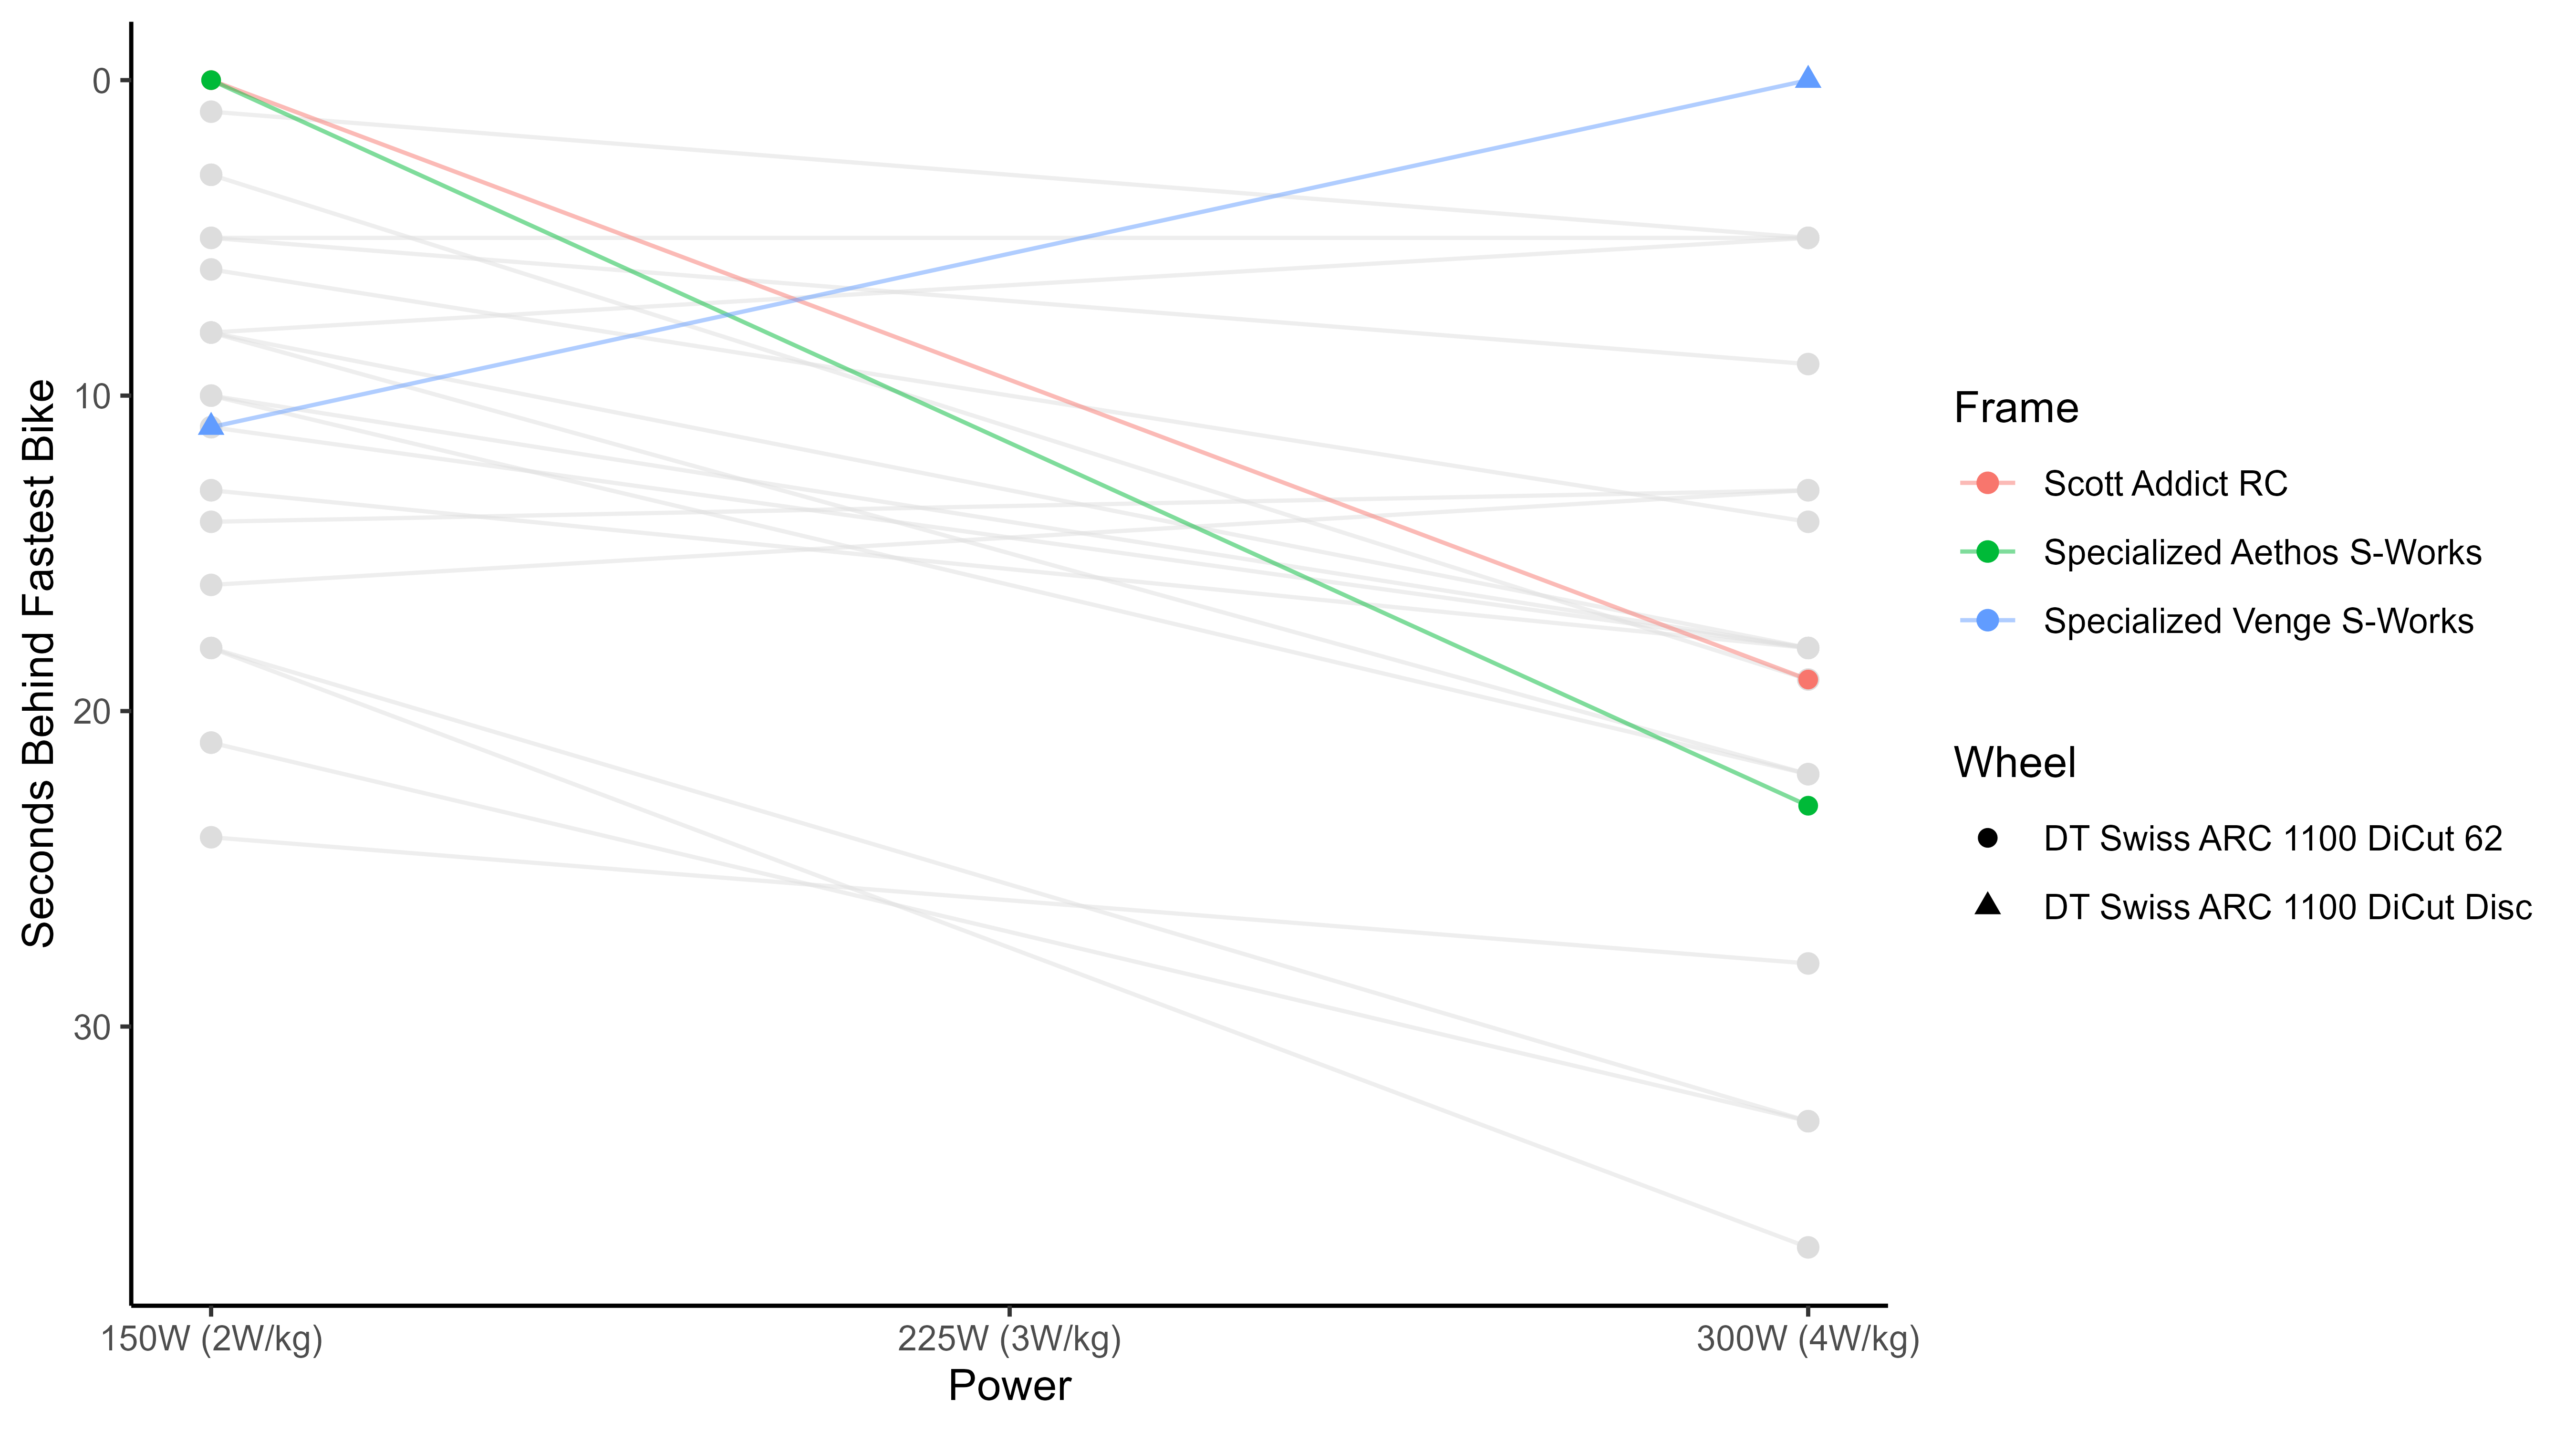 Seconds Behind Fastest Bike
0
10
20
30
150W (2W/kg)
225W (3W/kg)
300W (4W/kg)
Power
Frame
Scott Addict RC
Specialized Aethos S-Works
Specialized Venge S-Works
Wheel
DT Swiss ARC 1100 DiCut 62
DT Swiss ARC 1100 DiCut Disc